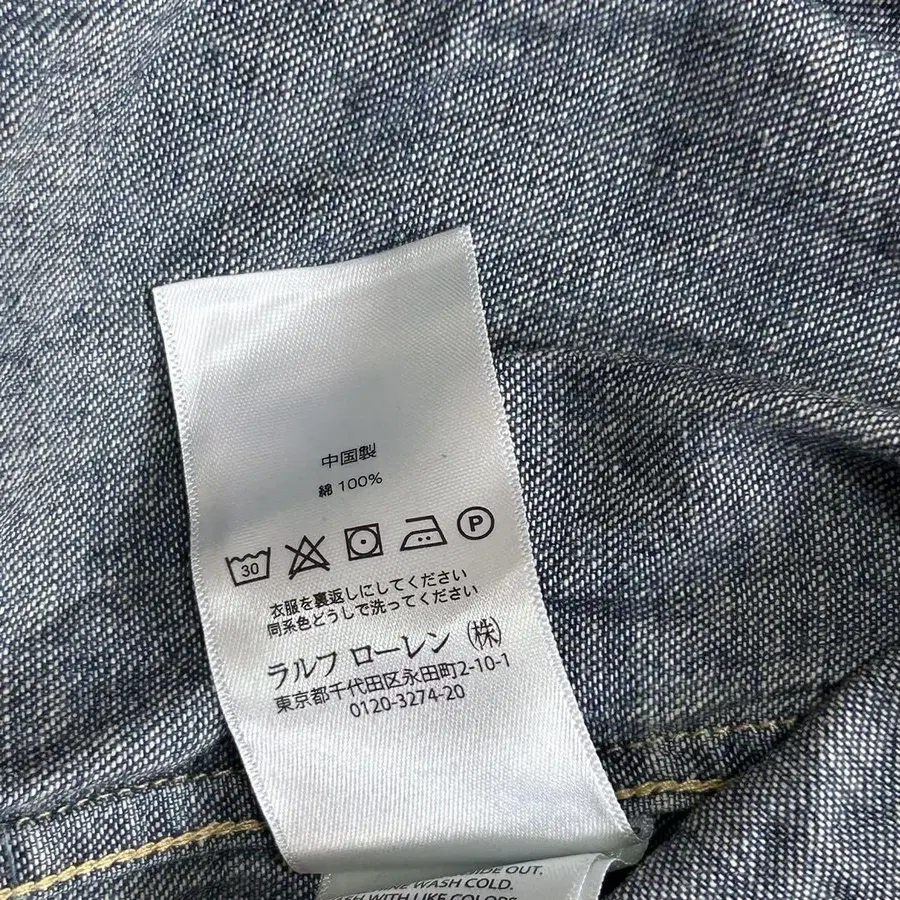 中国製
綿 100%
30
P
衣服を裏返しにしてください
同系色どうしで洗ってください
ラルフ ローレン (株)
東京都千代田区永田町2-10-1
0120-3274-20
OUT.
WASH COLD.
WITH LIKE COLORS